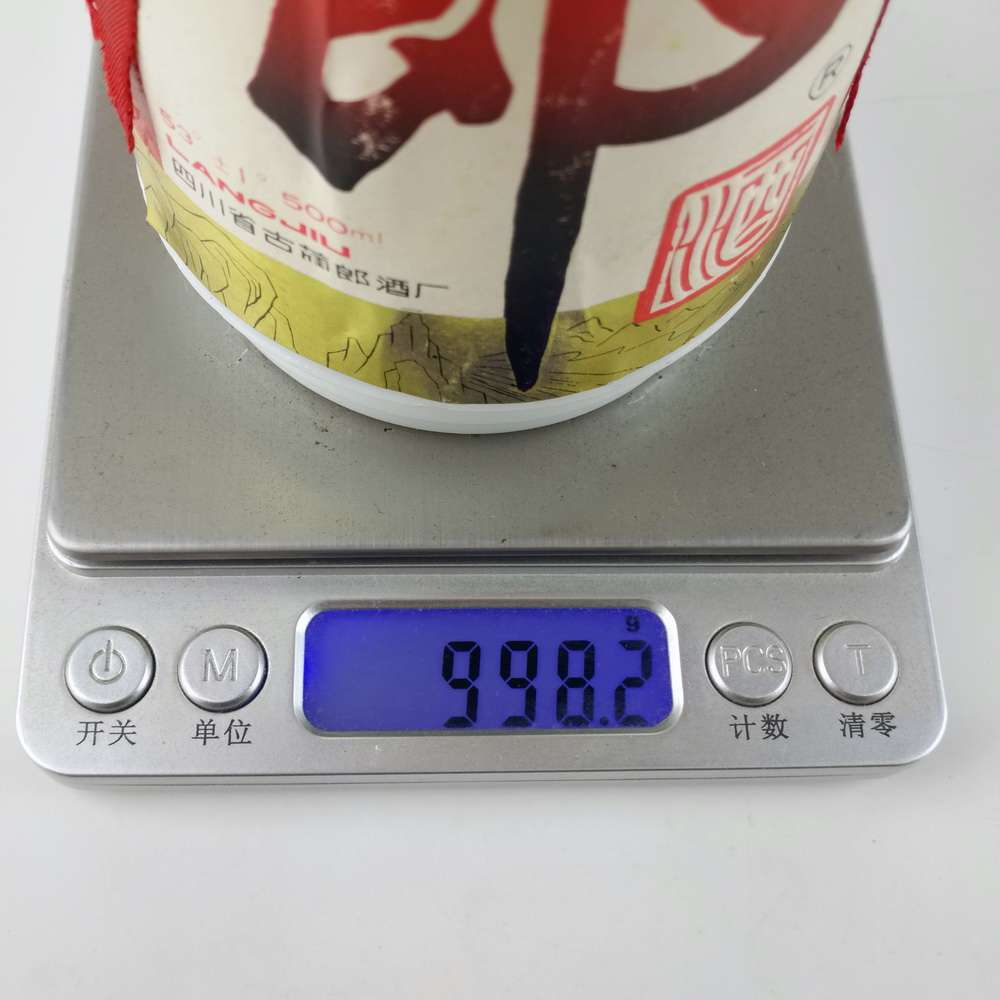 郎
®
酒
53° ±1° 500ml
LANGJIU
四川省古蔺郎酒厂
g
998.2
M
PCS
T
开关
单位
计数
清零